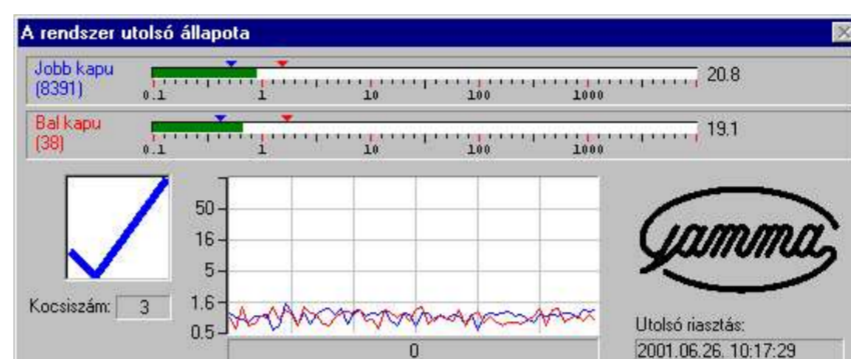 A rendszer utolsó állapota
Jobb kapu
(8391)
0.1 1 10 100 1000
20.8
Bal kapu
(38)
0.1 1 10 100 1000
19.1
50
16
5
1.6
0.5
Kocsiszám: 3
0
gamma
Utolsó riasztás:
2001.06.26. 10:17:29